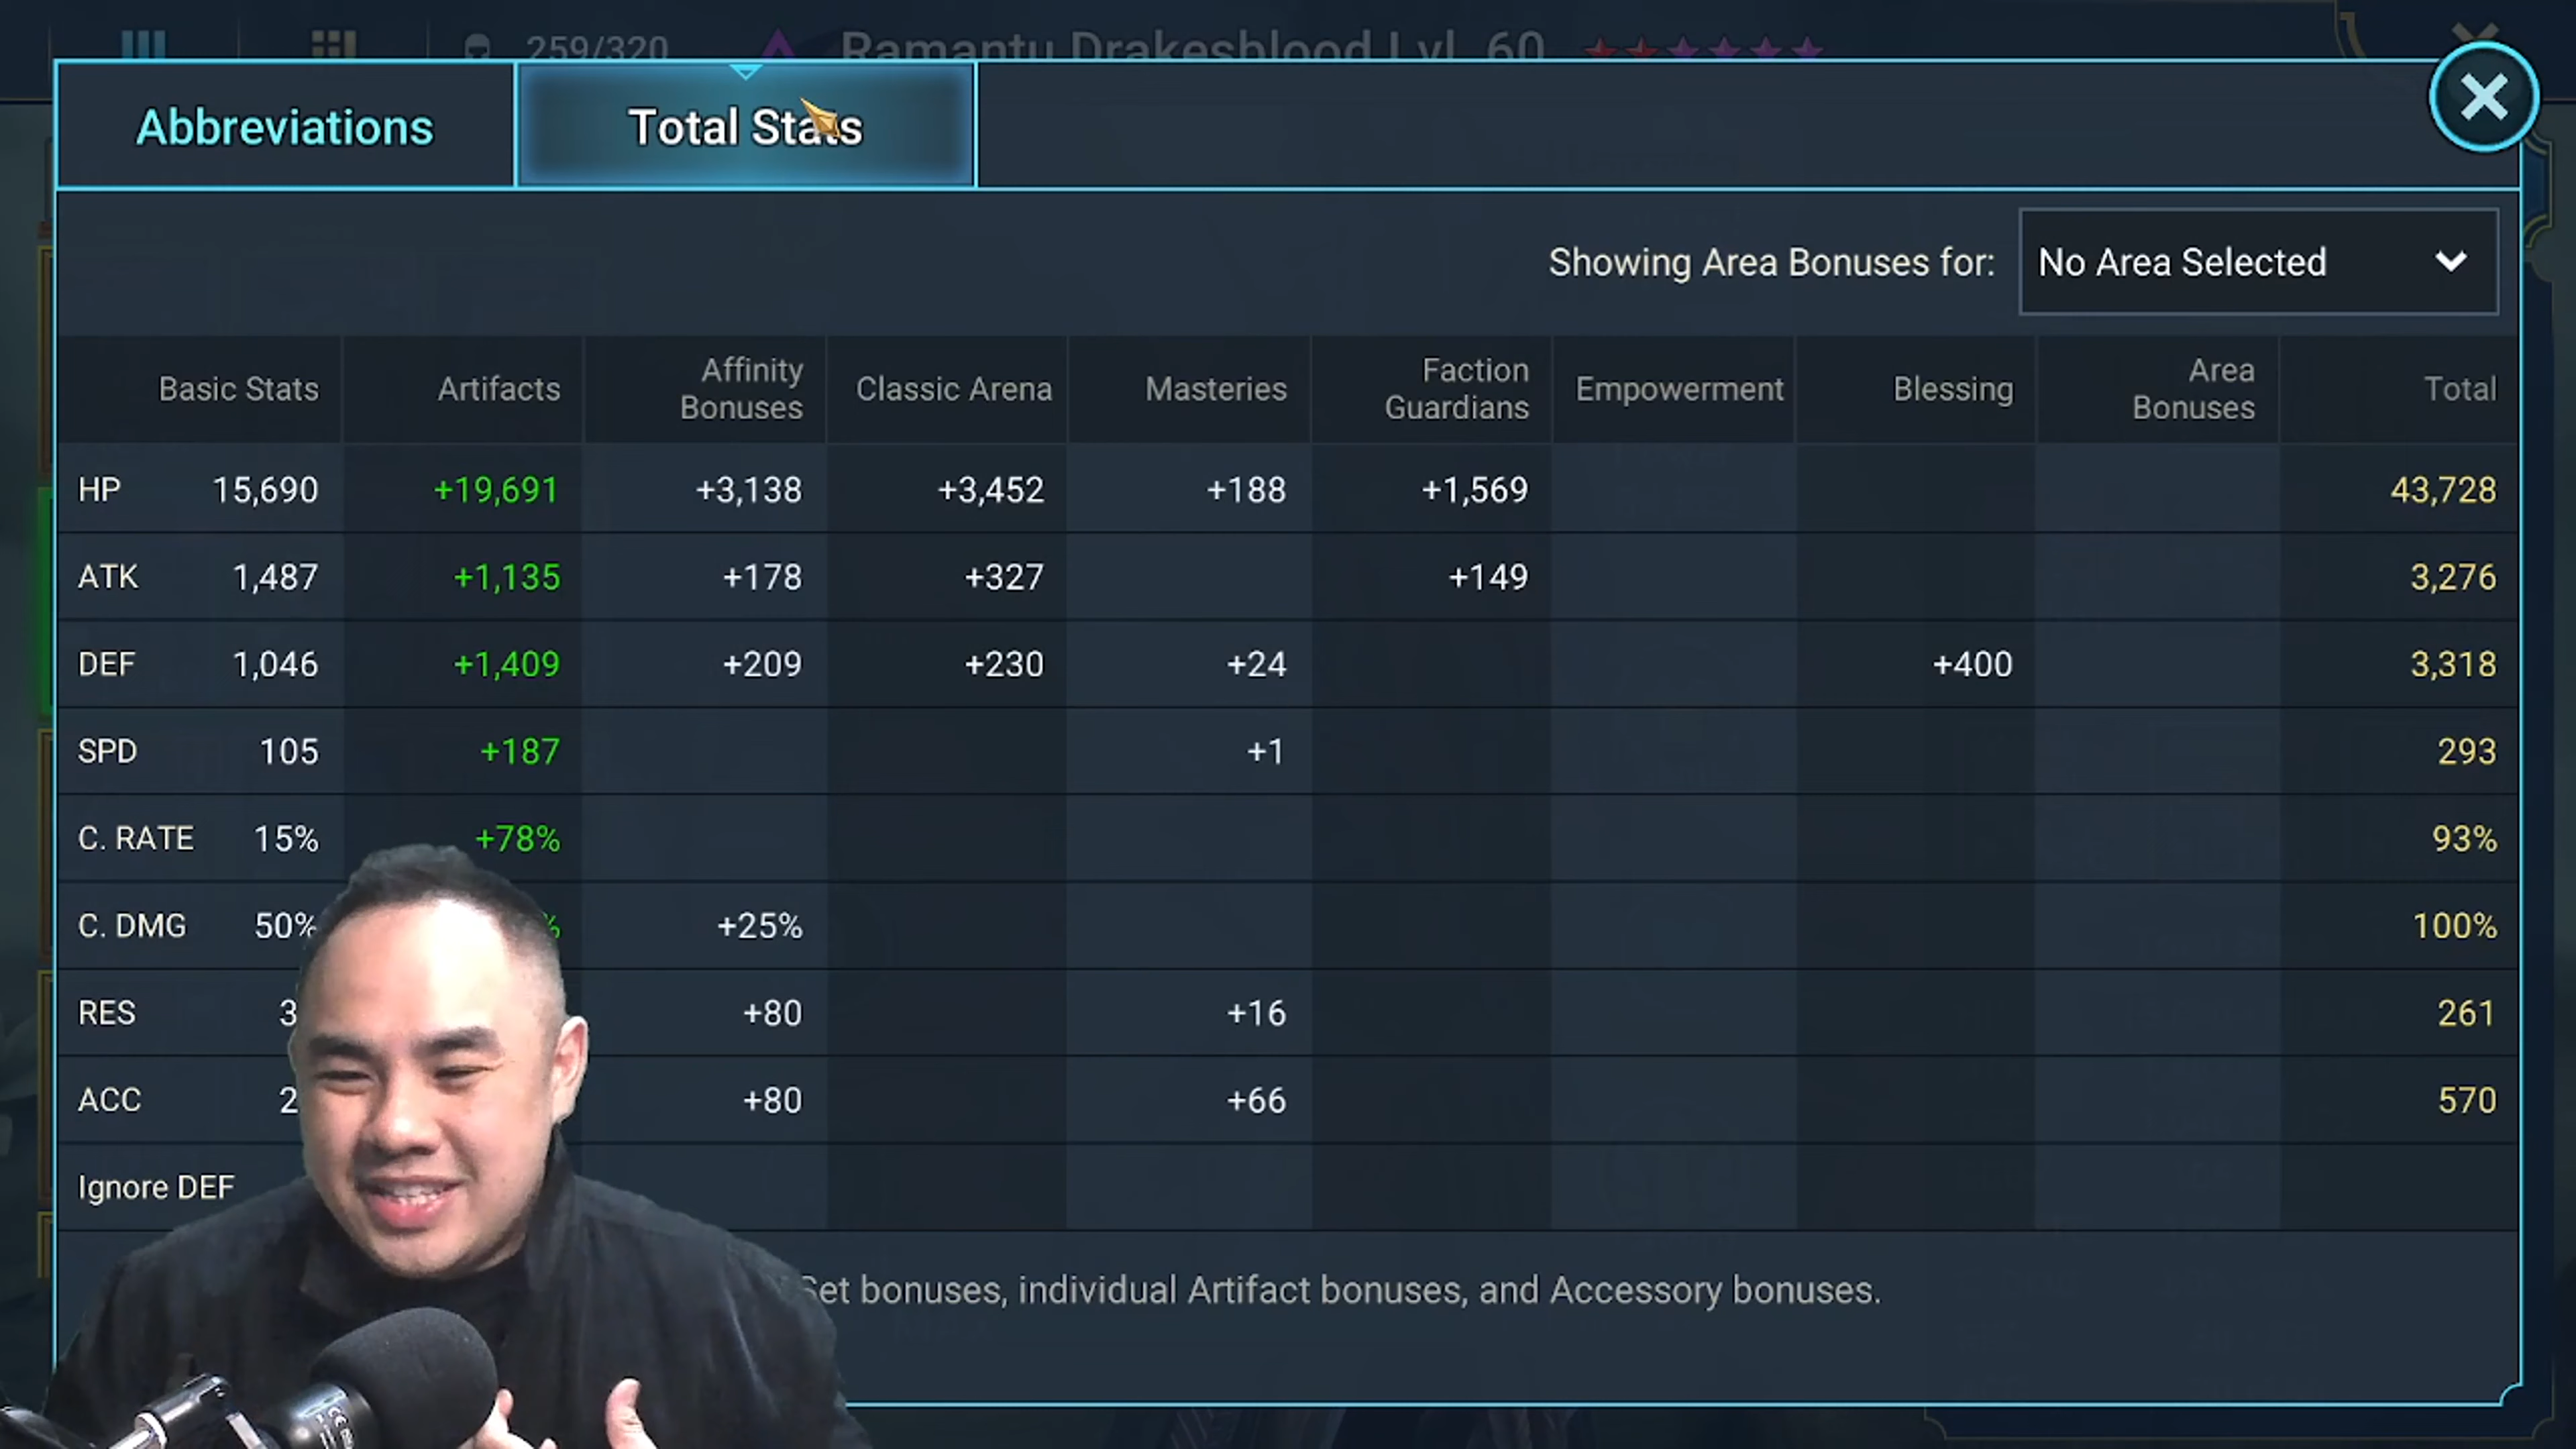 259/320 Ramantu Drakesblood Lvl. 60
Abbreviations Total Stats
Showing Area Bonuses for: No Area Selected
Basic Stats Artifacts Affinity Bonuses Classic Arena Masteries Faction Guardians Empowerment Blessing Area Bonuses Total
HP 15,690 +19,691 +3,138 +3,452 +188 +1,569 43,728
ATK 1,487 +1,135 +178 +327 +149 3,276
DEF 1,046 +1,409 +209 +230 +24 +400 3,318
SPD 105 +187 +1 293
C. RATE 15% +78% 93%
C. DMG 50% +25% 100%
RES +80 +16 261
ACC +80 +66 570
Ignore DEF
Set bonuses, individual Artifact bonuses, and Accessory bonuses.